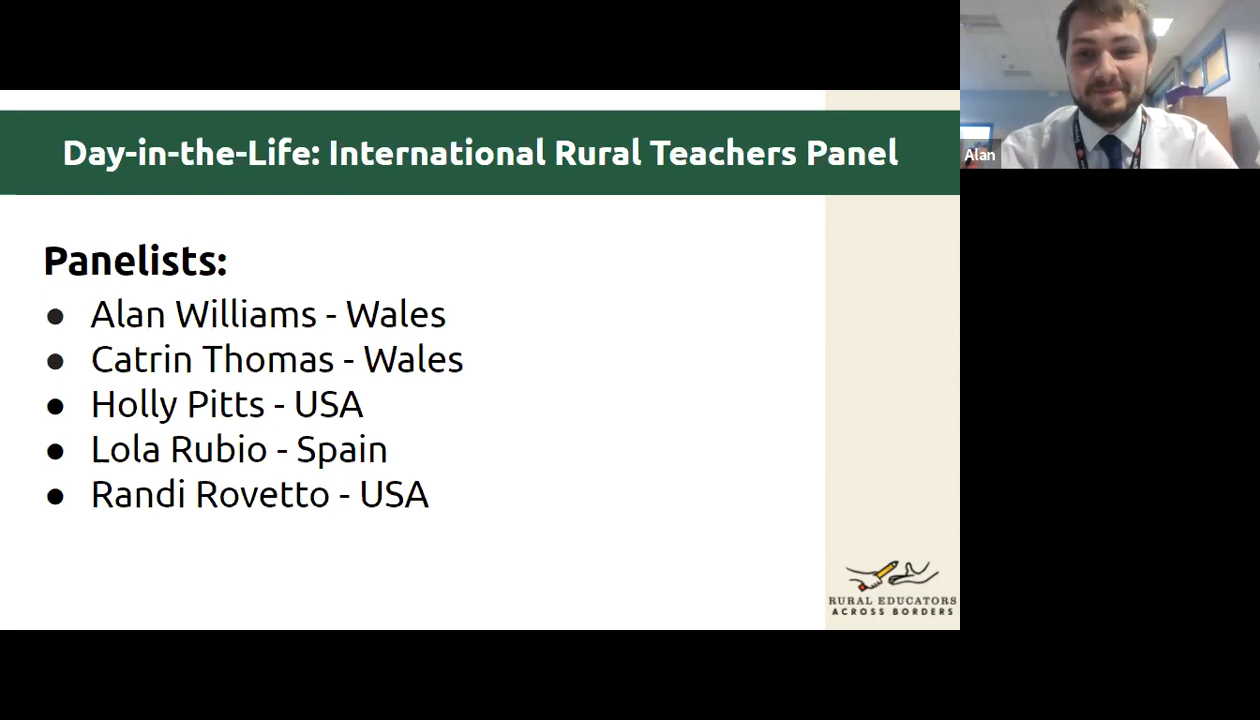 Day-in-the-Life: International Rural Teachers Panel
Alan
Panelists:
● Alan Williams - Wales
● Catrin Thomas - Wales
● Holly Pitts - USA
● Lola Rubio - Spain
● Randi Rovetto - USA
RURAL EDUCATORS
ACROSS BORDERS